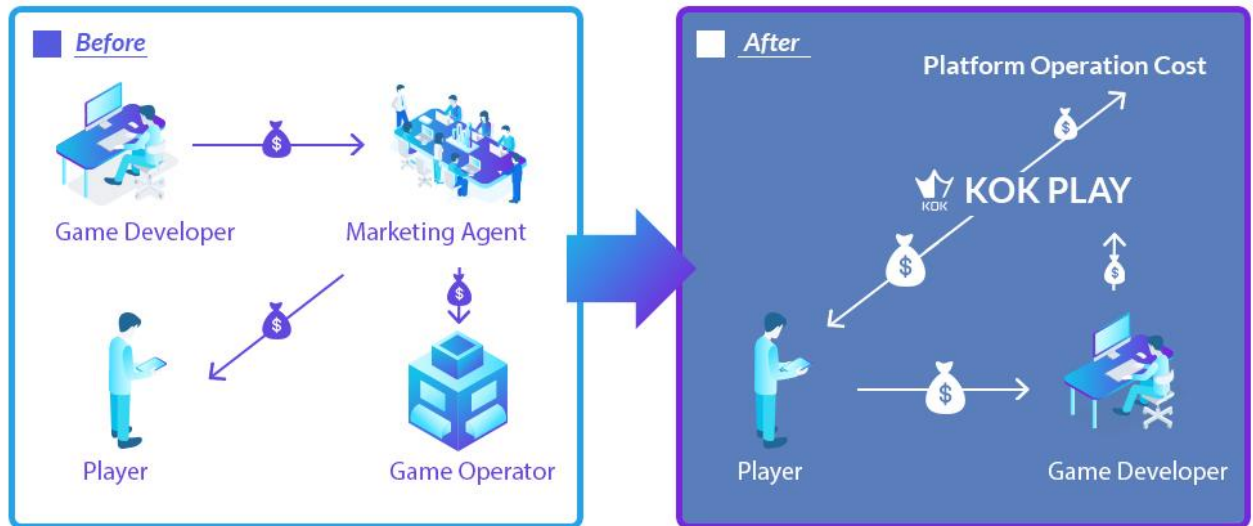 Before
Game Developer
Marketing Agent
$
$
$
Player
Game Operator
After
Platform Operation Cost
$
KOK
KOK PLAY
$
$
$
Player
Game Developer